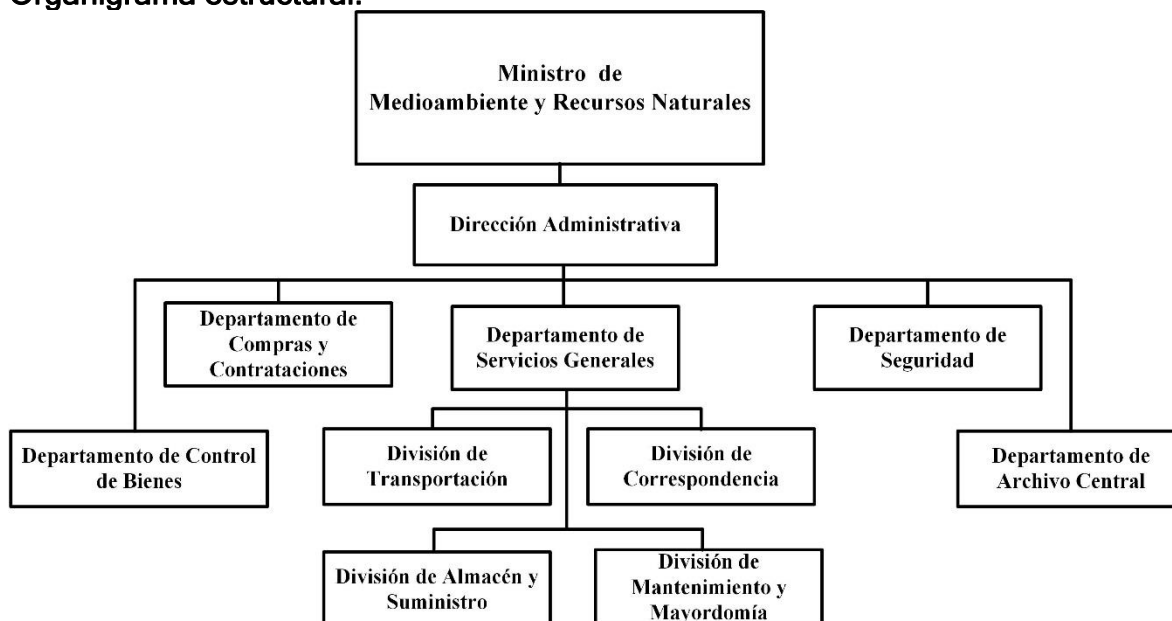 Organigrama estructural.
Ministro de
Medioambiente y Recursos Naturales
Dirección Administrativa
Departamento de
Compras y
Contrataciones
Departamento de
Servicios Generales
Departamento de
Seguridad
Departamento de Control
de Bienes
División de
Transportación
División de
Correspondencia
Departamento de
Archivo Central
División de Almacén y
Suministro
División de
Mantenimiento y
Mayordomía